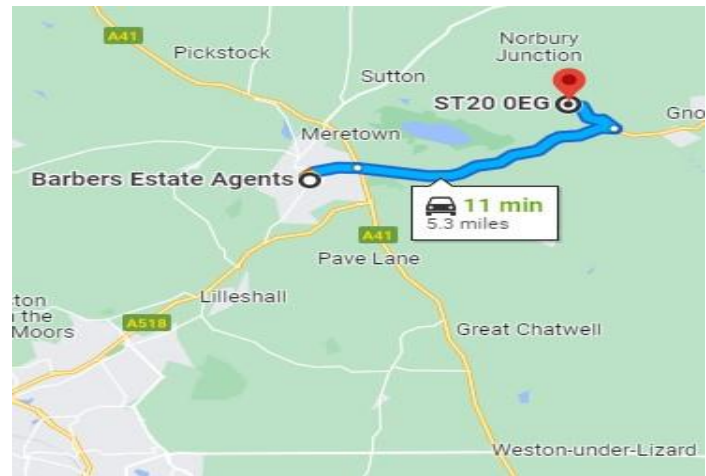 A41
Pickstock
Norbury
Junction
Sutton
ST20 0EG
Gno
Meretown
Barbers Estate Agents
11 min
5.3 miles
A41
Pave Lane
Lilleshall
ton
n the
Moors
A518
Great Chatwell
Weston-under-Lizard